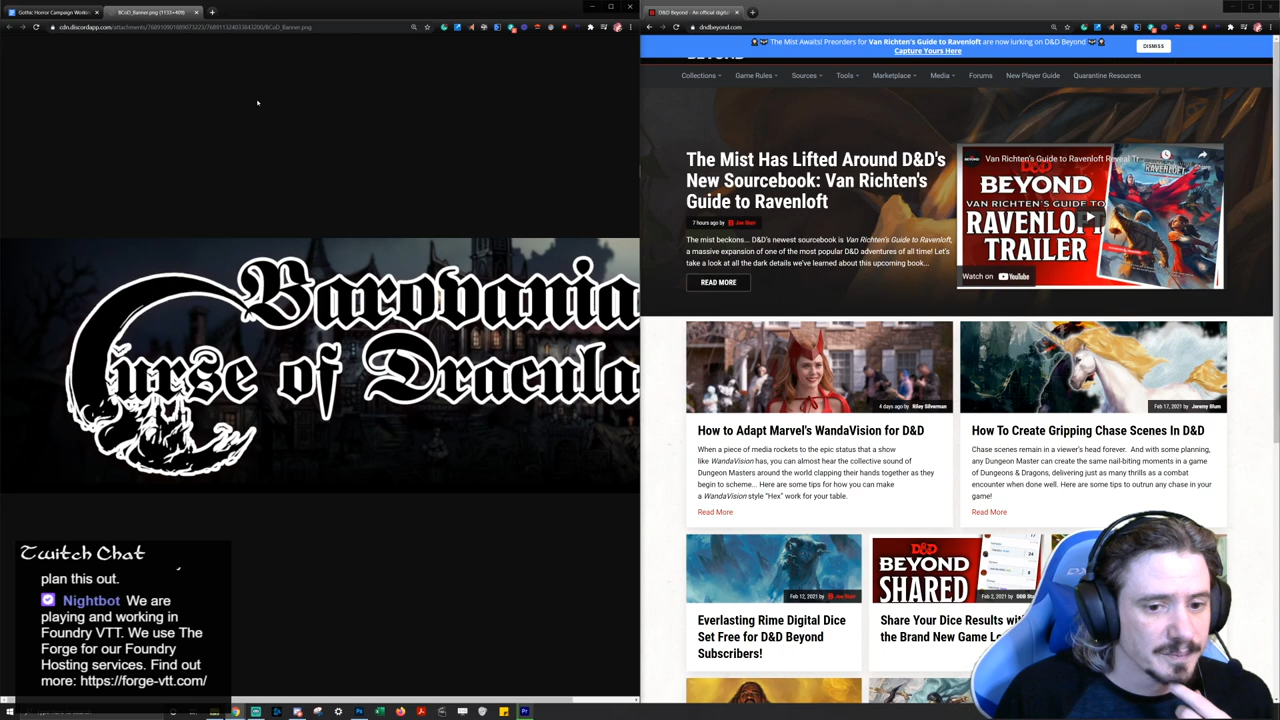 Gothic Horror Campaign Works
BCoD_Banner.png (1133×409)
cdn.discordapp.com/attachments/768910901889073223/768911324033843200/BCoD_Banner.png
Barovania
Curse of Dracula
Twitch Chat
plan this out.
Nightbot We are
playing and working in
Foundry VTT. We use The
Forge for our Foundry
Hosting services. Find out
more: https://forge-vtt.com/
D&D Beyond - An official digital
dndbeyond.com
The Mist Awaits! Preorders for Van Richten's Guide to Ravenloft are now lurking on D&D Beyond
Capture Yours Here
DISMISS
BEYOND
Collections Game Rules Sources Tools Marketplace Media Forums New Player Guide Quarantine Resources
The Mist Has Lifted Around D&D's
New Sourcebook: Van Richten's
Guide to Ravenloft
7 hours ago by Joe Starr
The mist beckons... D&D's newest sourcebook is Van Richten's Guide to Ravenloft,
a massive expansion of one of the most popular D&D adventures of all time! Let's
take a look at all the dark details we've learned about this upcoming book...
READ MORE
Van Richten's Guide to Ravenloft Reveal Tr
Share
D&D
BEYOND
VAN RICHTEN'S GUIDE TO
RAVENLOFT
TRAILER
RAVENLOFT
Watch on YouTube
4 days ago by Riley Silverman
How to Adapt Marvel's WandaVision for D&D
When a piece of media rockets to the epic status that a show
like WandaVision has, you can almost hear the collective sound of
Dungeon Masters around the world clapping their hands together as they
begin to scheme... Here are some tips for how you can make
a WandaVision style "Hex" work for your table.
Read More
Feb 17, 2021 by Jeremy Blum
How To Create Gripping Chase Scenes In D&D
Chase scenes remain in a viewer's head forever. And with some planning,
any Dungeon Master can create the same nail-biting moments in a game
of Dungeons & Dragons, delivering just as many thrills as a combat
encounter when done well. Here are some tips to outrun any chase in your
game!
Read More
Feb 12, 2021 by Joe Starr
Everlasting Rime Digital Dice
Set Free for D&D Beyond
Subscribers!
D&D
BEYOND
SHARED
Feb 2, 2021 by DDB St
Share Your Dice Results wi
the Brand New Game Lo